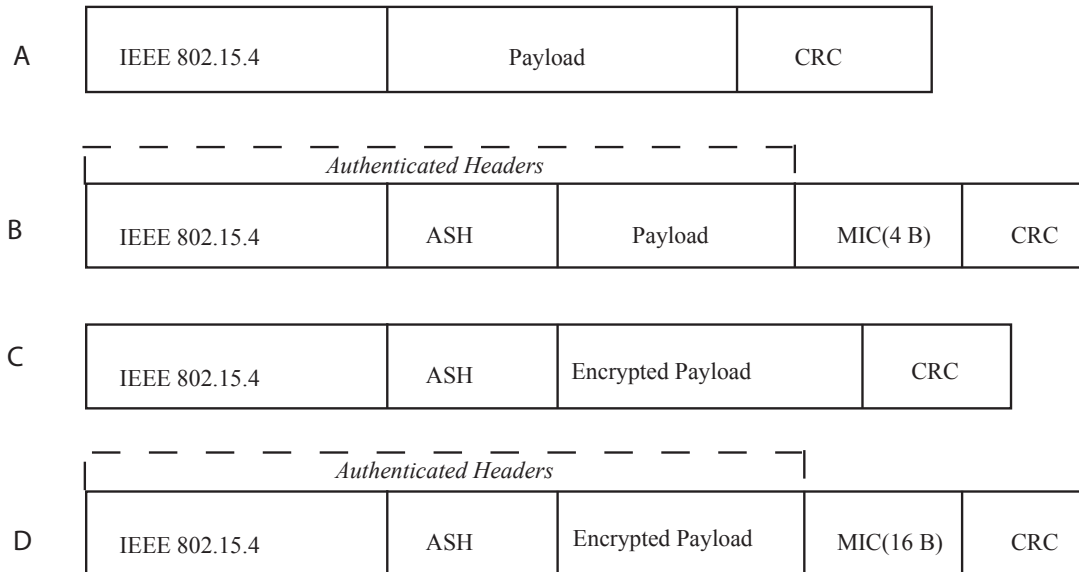 A IEEE 802.15.4 Payload CRC
Authenticated Headers
B IEEE 802.15.4 ASH Payload MIC(4 B) CRC
C IEEE 802.15.4 ASH Encrypted Payload CRC
Authenticated Headers
D IEEE 802.15.4 ASH Encrypted Payload MIC(16 B) CRC